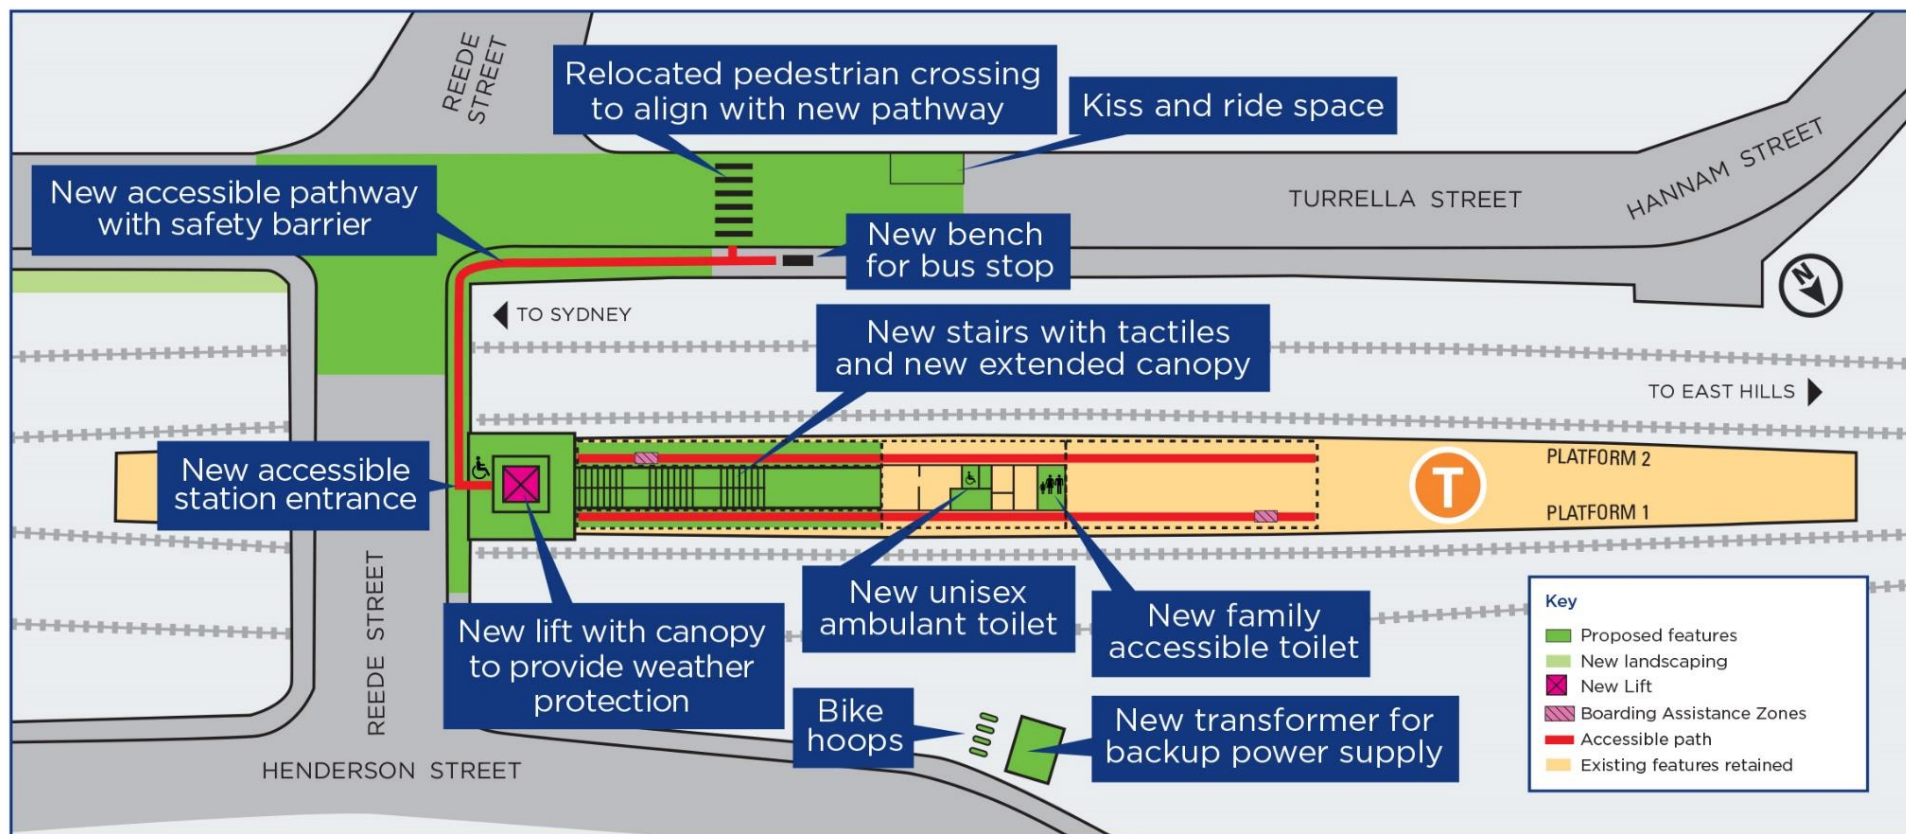 REEDE
STREET
Relocated pedestrian crossing
to align with new pathway
Kiss and ride space
HANNAM STREET
New accessible pathway
with safety barrier
TURRELLA STREET
New bench
for bus stop
N
TO SYDNEY
New stairs with tactiles
and new extended canopy
TO EAST HILLS
New accessible
station entrance
T
PLATFORM 2
PLATFORM 1
REEDE STREET
New lift with canopy
to provide weather
protection
New unisex
ambulant toilet
New family
accessible toilet
Bike
hoops
New transformer for
backup power supply
HENDERSON STREET
Key
Proposed features
New landscaping
New Lift
Boarding Assistance Zones
Accessible path
Existing features retained